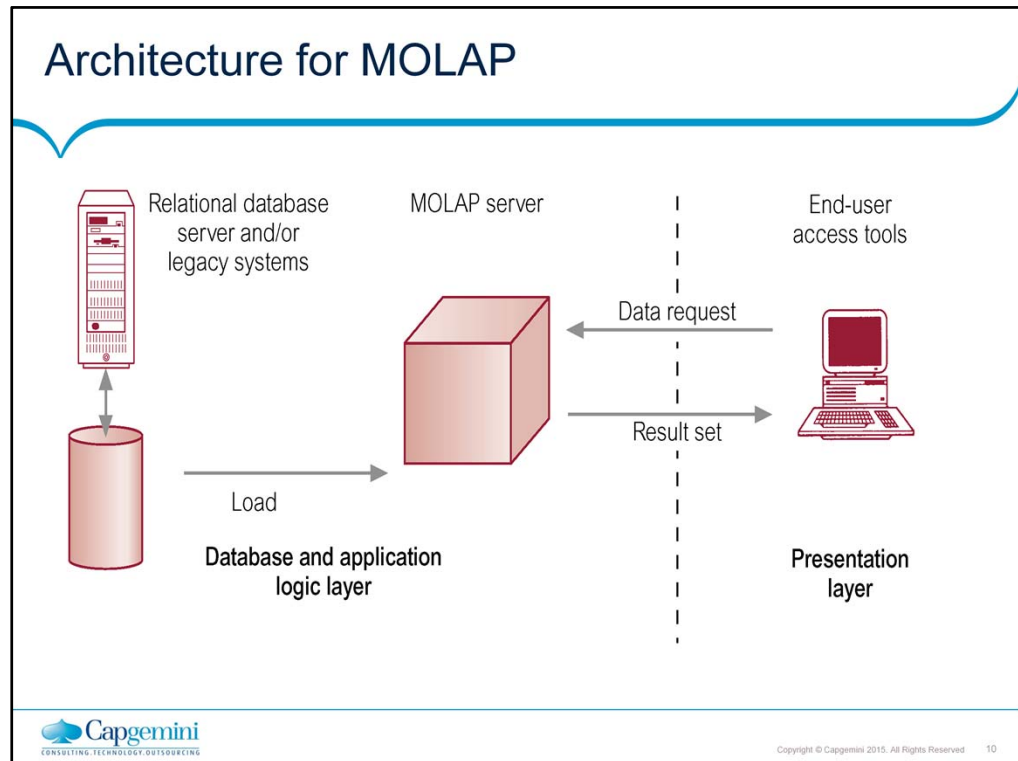 Architecture for MOLAP
Relational database
server and/or
legacy systems
MOLAP server
End-user
access tools
Data request
Result set
Load
Database and application
logic layer
Presentation
layer
Capgemini
CONSULTING.TECHNOLOGY.OUTSOURCING
Copyright © Capgemini 2015. All Rights Reserved 10